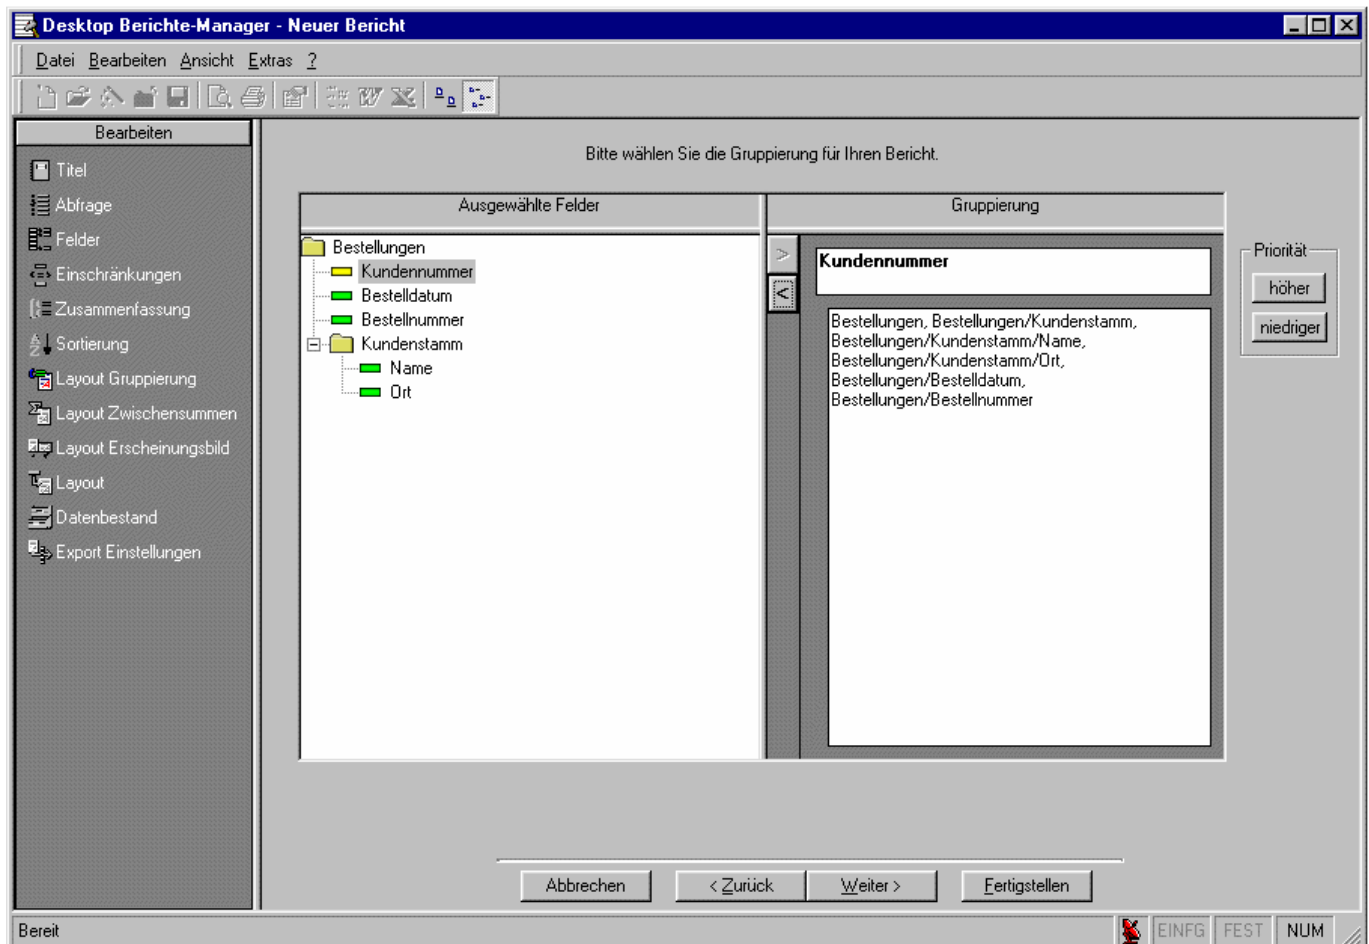 Desktop Berichte-Manager - Neuer Bericht
Datei Bearbeiten Ansicht Extras ?
Bearbeiten
Titel
Abfrage
Felder
Einschränkungen
Zusammenfassung
Sortierung
Layout Gruppierung
Layout Zwischensummen
Layout Erscheinungsbild
Layout
Datenbestand
Export Einstellungen
Bitte wählen Sie die Gruppierung für Ihren Bericht.
Ausgewählte Felder
Bestellungen
Kundennummer
Bestelldatum
Bestellnummer
Kundenstamm
Name
Ort
>
<
Gruppierung
Kundennummer
Bestellungen, Bestellungen/Kundenstamm,
Bestellungen/Kundenstamm/Name,
Bestellungen/Kundenstamm/Ort,
Bestellungen/Bestelldatum,
Bestellungen/Bestellnummer
Priorität
höher
niedriger
Abbrechen < Zurück Weiter > Fertigstellen
Bereit EINFG FEST NUM